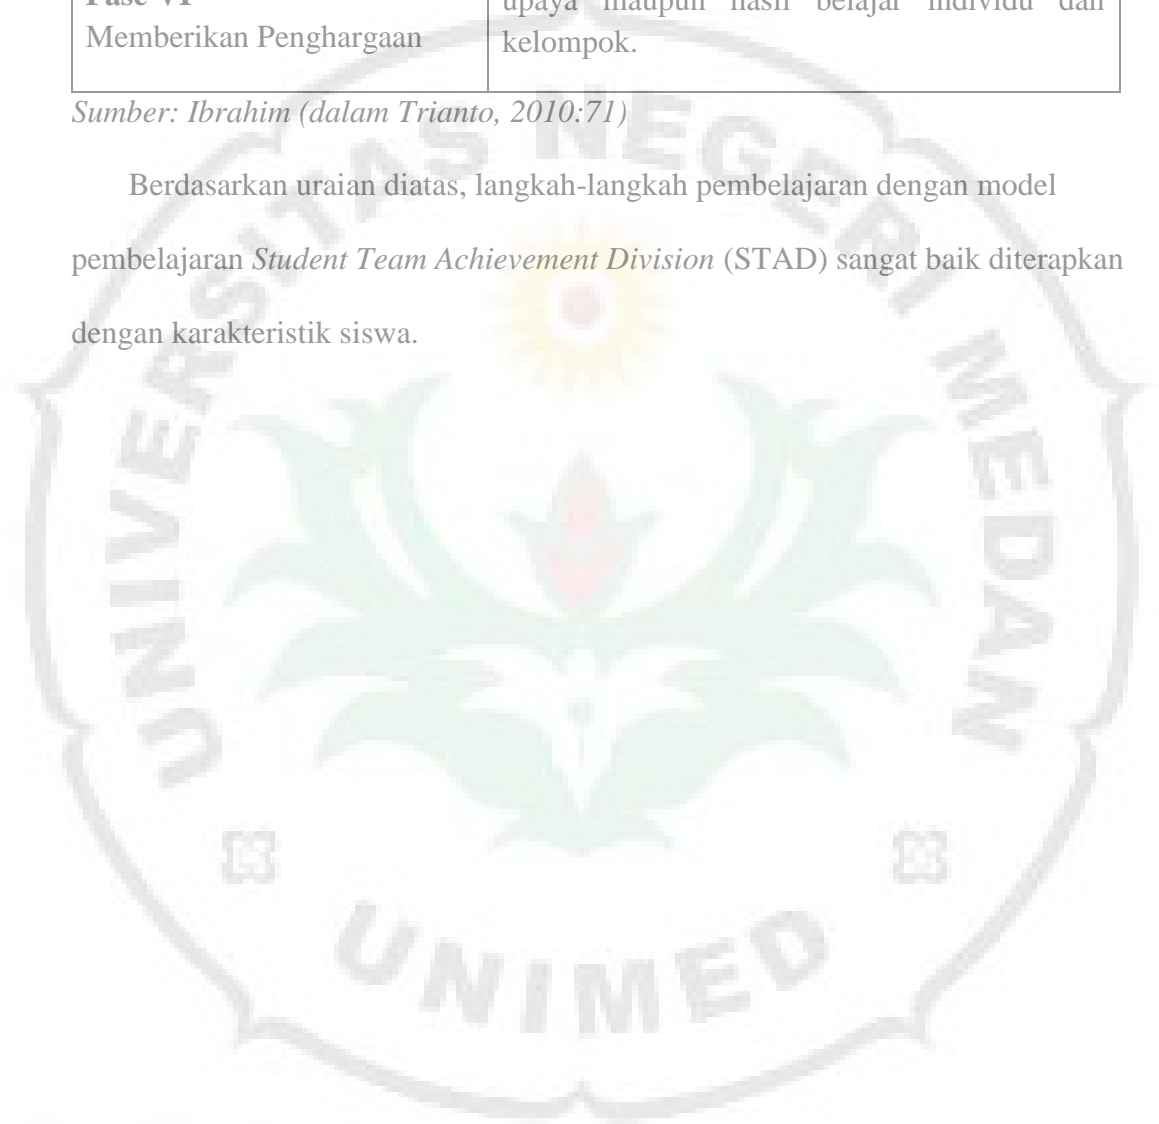 Fase VI
Memberikan Penghargaan
upaya maupun hasil belajar individu dan
kelompok.
Sumber: Ibrahim (dalam Trianto, 2010:71)
Berdasarkan uraian diatas, langkah-langkah pembelajaran dengan model
pembelajaran Student Team Achievement Division (STAD) sangat baik diterapkan
dengan karakteristik siswa.
UNIVERSITAS NEGERI MEDAN
UNIMED